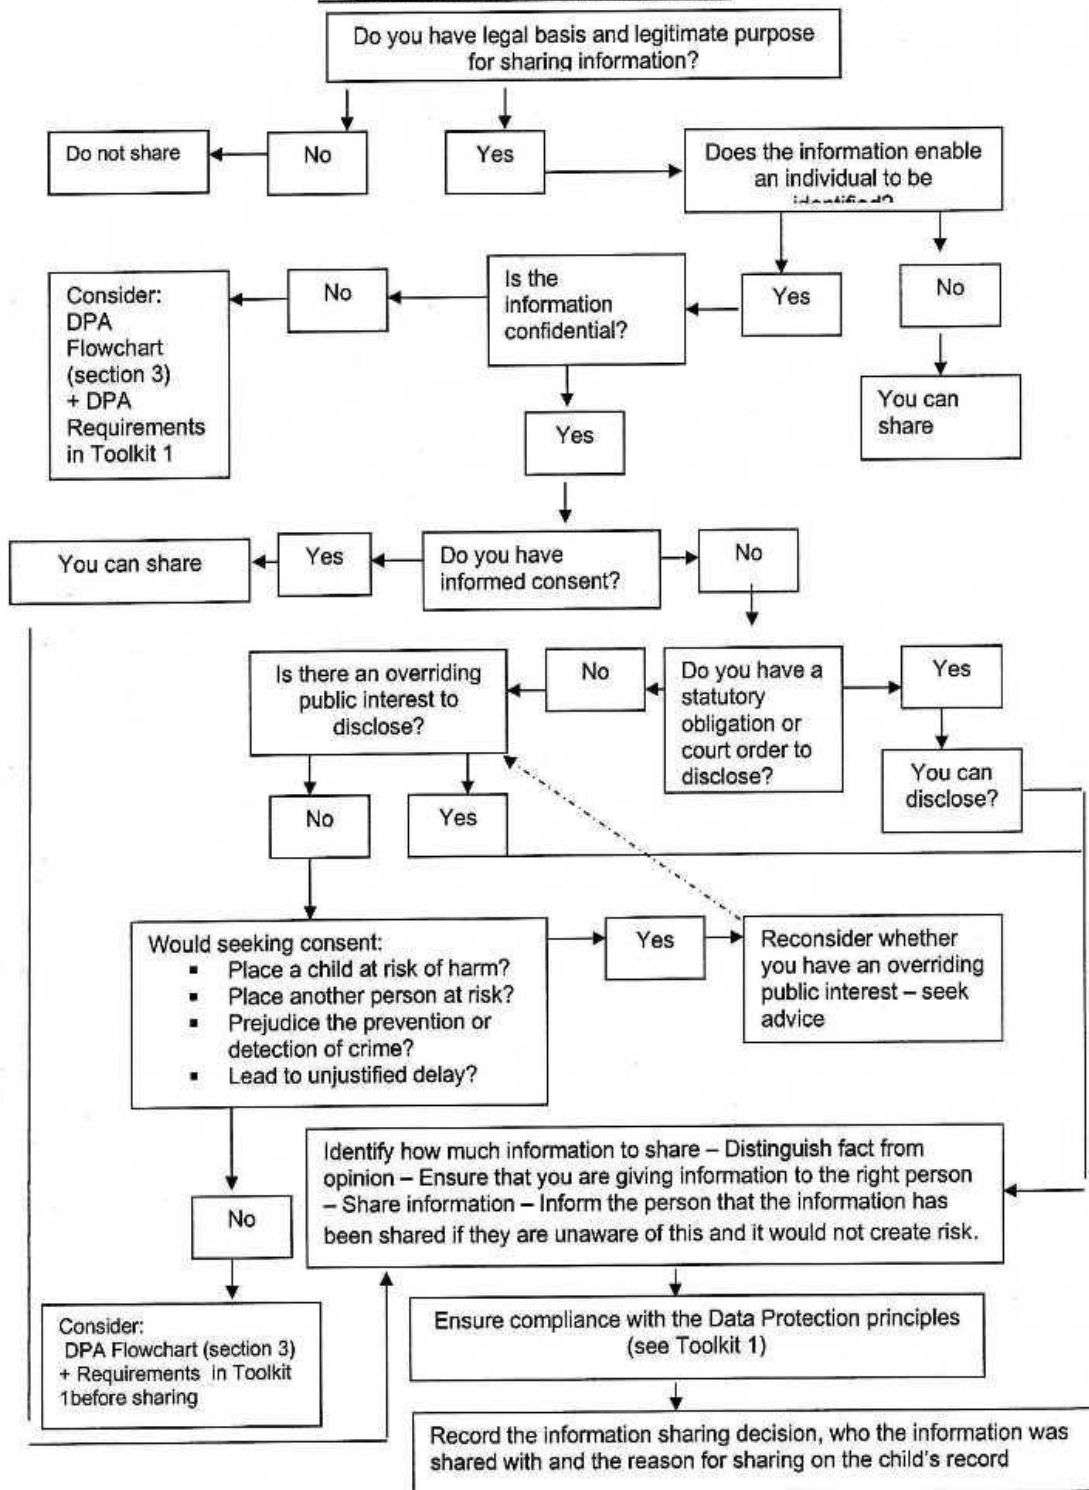 Do you have legal basis and legitimate purpose
for sharing information?
Do not share
No
Yes
Does the information enable
an individual to be
identified?
Consider:
DPA
Flowchart
(section 3)
+ DPA
Requirements
in Toolkit 1
No
Is the
information
confidential?
Yes
No
You can
share
Yes
You can share
Yes
Do you have
informed consent?
No
Is there an overriding
public interest to
disclose?
No
Do you have a
statutory
obligation or
court order to
disclose?
Yes
You can
disclose?
No
Yes
Would seeking consent:
▪ Place a child at risk of harm?
▪ Place another person at risk?
▪ Prejudice the prevention or
detection of crime?
▪ Lead to unjustified delay?
Yes
Reconsider whether
you have an overriding
public interest – seek
advice
No
Identify how much information to share – Distinguish fact from
opinion – Ensure that you are giving information to the right person
– Share information – Inform the person that the information has
been shared if they are unaware of this and it would not create risk.
Consider:
DPA Flowchart (section 3)
+ Requirements in Toolkit
1before sharing
Ensure compliance with the Data Protection principles
(see Toolkit 1)
Record the information sharing decision, who the information was
shared with and the reason for sharing on the child's record